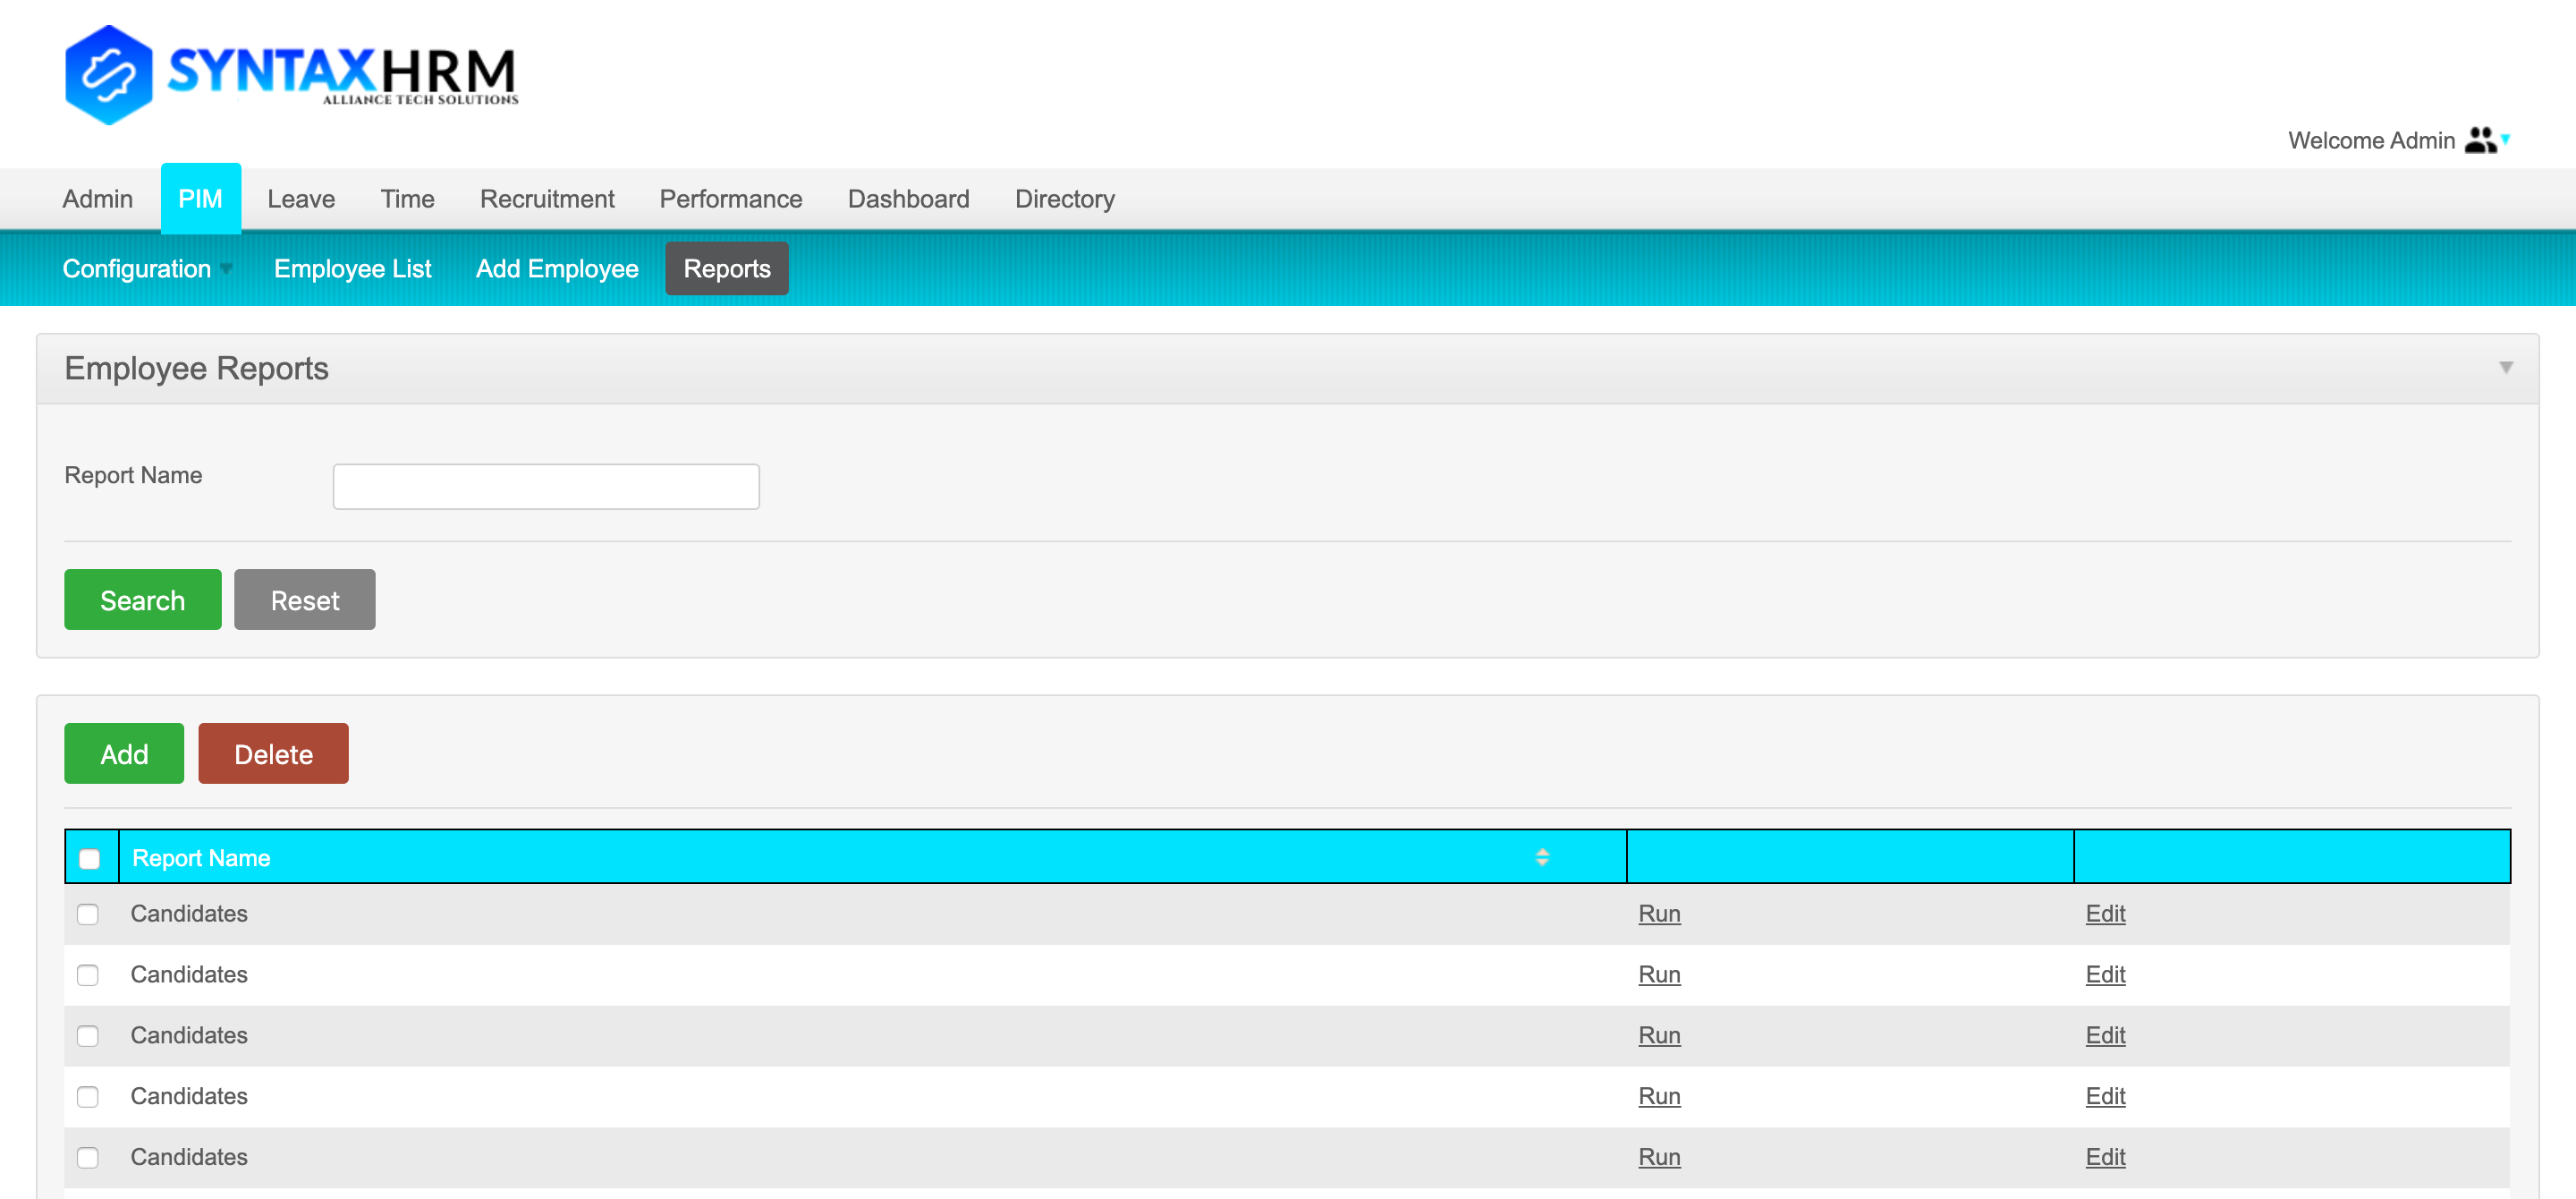 SYNTAXHRM
ALLIANCE TECH SOLUTIONS
Welcome Admin
Admin PIM Leave Time Recruitment Performance Dashboard Directory
Configuration Employee List Add Employee Reports
Employee Reports
Report Name
Search Reset
Add Delete
Report Name
Candidates Run Edit
Candidates Run Edit
Candidates Run Edit
Candidates Run Edit
Candidates Run Edit